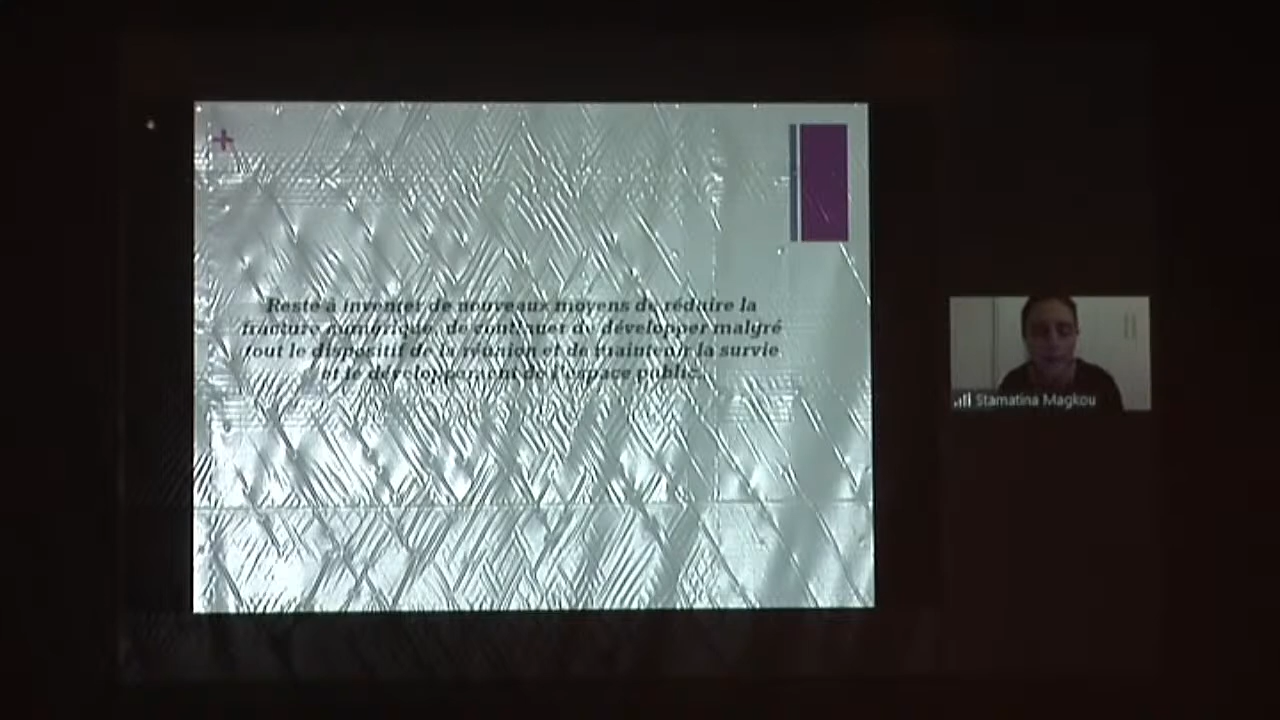 +
Reste à inventer de nouveaux moyens de réduire la
fracture numérique, de continuer de développer malgré
tout le dispositif de la réunion et de maintenir la survie
et le développement de l'espace public.
Stamatina Magkou